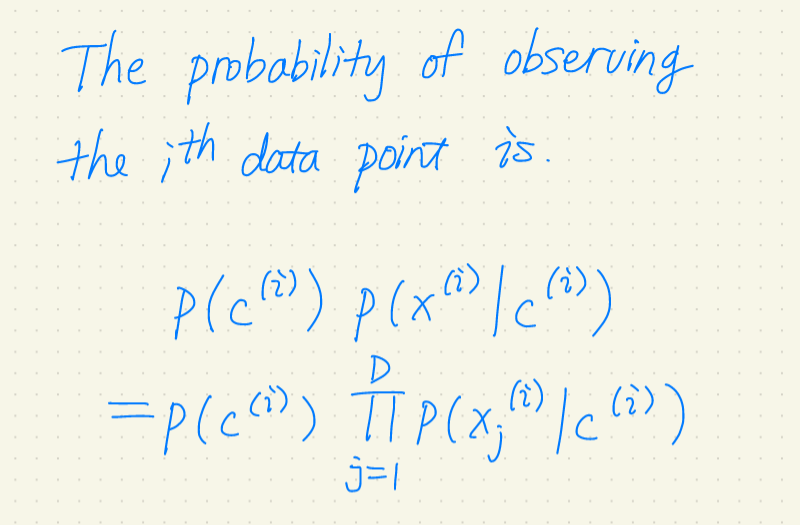 The probability of observing
the ith data point is.
p(c^(i)) p(x^(i)|c^(i))
=p(c^(i)) ∏_{j=1}^{D} p(x_j^(i)|c^(i))